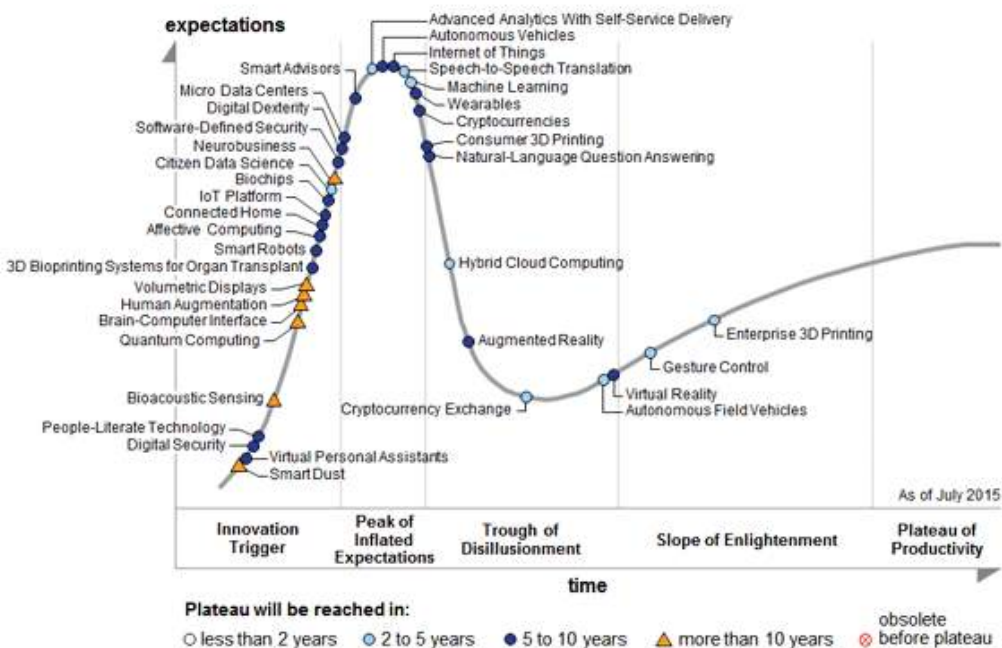 expectations
Advanced Analytics With Self-Service Delivery
Autonomous Vehicles
Internet of Things
Speech-to-Speech Translation
Machine Learning
Wearables
Cryptocurrencies
Consumer 3D Printing
Natural-Language Question Answering
Smart Advisors
Micro Data Centers
Digital Dexterity
Software-Defined Security
Neurobusiness
Citizen Data Science
Biochips
IoT Platform
Connected Home
Affective Computing
Smart Robots
3D Bioprinting Systems for Organ Transplant
Volumetric Displays
Human Augmentation
Brain-Computer Interface
Quantum Computing
Bioacoustic Sensing
People-Literate Technology
Digital Security
Virtual Personal Assistants
Smart Dust
Hybrid Cloud Computing
Augmented Reality
Cryptocurrency Exchange
Enterprise 3D Printing
Gesture Control
Virtual Reality
Autonomous Field Vehicles
As of July 2015
Innovation
Trigger
Peak of
Inflated
Expectations
Trough of
Disillusionment
Slope of Enlightenment
Plateau of
Productivity
time
Plateau will be reached in:
less than 2 years
2 to 5 years
5 to 10 years
more than 10 years
obsolete
before plateau